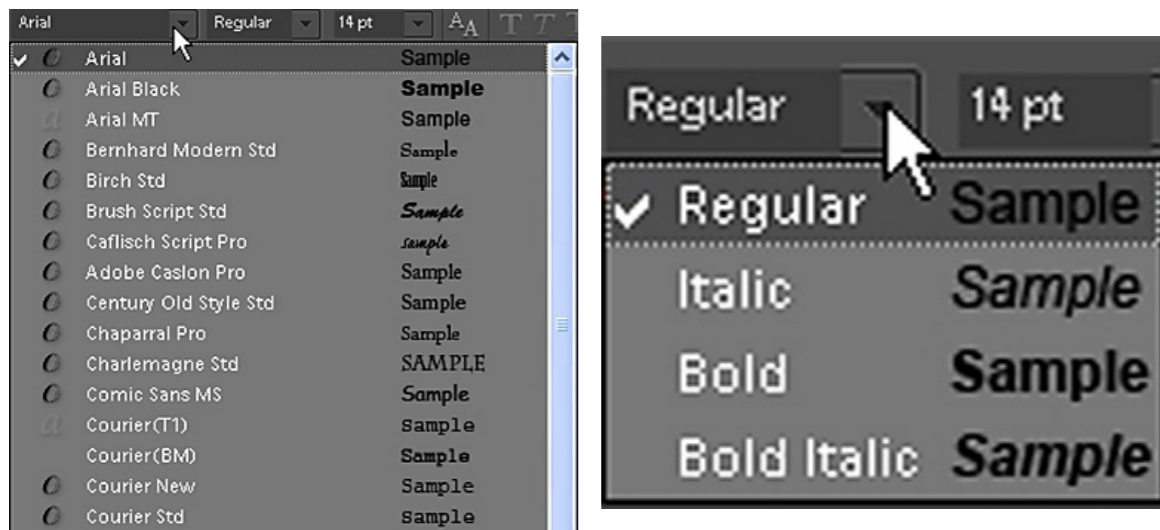 Arial Regular 14 pt AA T T T
Arial Sample
Arial Black Sample
Arial MT Sample
Bernhard Modern Std Sample
Birch Std Sample
Brush Script Std Sample
Caflisch Script Pro sample
Adobe Caslon Pro Sample
Century Old Style Std Sample
Chaparral Pro Sample
Charlemagne Std SAMPLE
Comic Sans MS Sample
Courier(T1) Sample
Courier(BM) Sample
Courier New Sample
Courier Std Sample
Regular 14 pt
Regular Sample
Italic Sample
Bold Sample
Bold Italic Sample